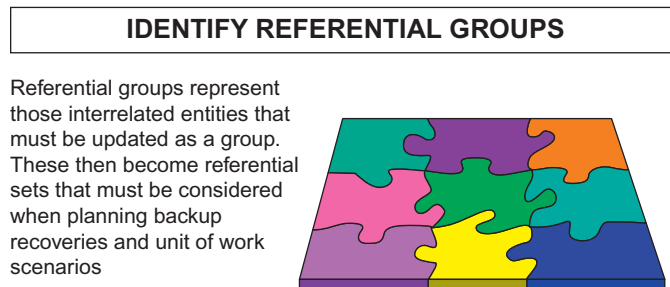 IDENTIFY REFERENTIAL GROUPS
Referential groups represent
those interrelated entities that
must be updated as a group.
These then become referential
sets that must be considered
when planning backup
recoveries and unit of work
scenarios